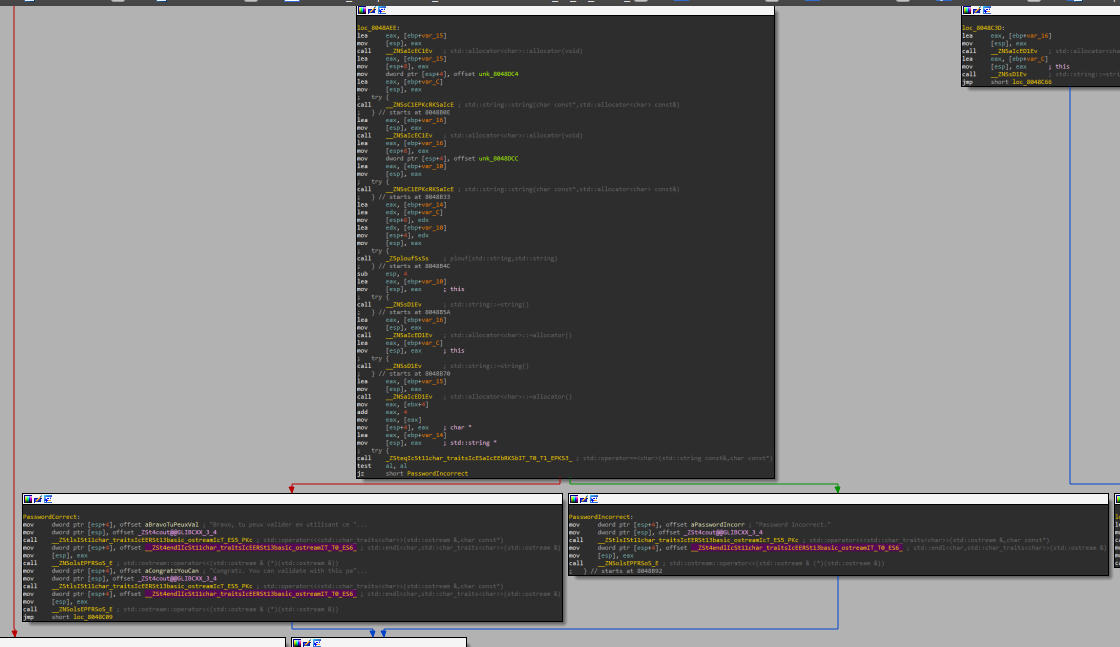 loc_8048AEE:
lea eax, [ebp+var_15]
mov [esp], eax
call __ZNSaIcEC1Ev ; std::allocator<char>::allocator(void)
lea eax, [ebp+var_15]
mov [esp+8], eax
mov dword ptr [esp+4], offset unk_8048DC4
lea eax, [ebp+var_C]
mov [esp], eax
; try {
call __ZNSsC1EPKcRKSaIcE ; std::string::string(char const*,std::allocator<char> const&)
; } // starts at 8048B0E
lea eax, [ebp+var_16]
mov [esp], eax
call __ZNSaIcEC1Ev ; std::allocator<char>::allocator(void)
lea eax, [ebp+var_16]
mov [esp+8], eax
mov dword ptr [esp+4], offset unk_8048DCC
lea eax, [ebp+var_10]
mov [esp], eax
; try {
call __ZNSsC1EPKcRKSaIcE ; std::string::string(char const*,std::allocator<char> const&)
; } // starts at 8048B33
lea eax, [ebp+var_14]
lea edx, [ebp+var_C]
mov [esp+8], edx
lea edx, [ebp+var_10]
mov [esp+4], edx
mov [esp], eax
; try {
call _Z5ploufSsSs ; plouf(std::string,std::string)
; } // starts at 8048B4C
sub esp, 4
lea eax, [ebp+var_10]
mov [esp], eax ; this
; try {
call __ZNSsD1Ev ; std::string::~string()
; } // starts at 8048B5A
lea eax, [ebp+var_16]
mov [esp], eax
call __ZNSaIcED1Ev ; std::allocator<char>::~allocator()
lea eax, [ebp+var_C]
mov [esp], eax ; this
; try {
call __ZNSsD1Ev ; std::string::~string()
; } // starts at 8048B70
lea eax, [ebp+var_15]
mov [esp], eax
call __ZNSaIcED1Ev ; std::allocator<char>::~allocator()
mov eax, [ebx+4]
add eax, 4
mov eax, [eax]
mov [esp+4], eax ; char *
lea eax, [ebp+var_14]
mov [esp], eax ; std::string *
; try {
call _ZSteqIcSt11char_traitsIcESaIcEEbRKSbIT_T0_T1_EPKS3_ ; std::operator==<char>(std::string const&,char const*)
test al, al
jz short PasswordIncorrect
loc_8048C3D:
lea eax, [ebp+var_16]
mov [esp], eax
call __ZNSaIcED1Ev ; std::allocator<cha
lea eax, [ebp+var_C]
mov [esp], eax ; this
call __ZNSsD1Ev ; std::string::~stri
jmp short loc_8048C66
PasswordCorrect:
mov dword ptr [esp+4], offset aBravoTuPeuxVal ; "Bravo, tu peux valider en utilisant ce "...
mov dword ptr [esp], offset _ZSt4cout@@GLIBCXX_3_4
call __ZStlsISt11char_traitsIcEERSt13basic_ostreamIcT_ES5_PKc ; std::operator<<<std::char_traits<char>>(std::ostream &,char const*)
mov dword ptr [esp+4], offset __ZSt4endlIcSt11char_traitsIcEERSt13basic_ostreamIT_T0_ES6_ ; std::endl<char,std::char_traits<char>>(std::ostream &)
mov [esp], eax
call __ZNSolsEPFRSoS_E ; std::ostream::operator<<(std::ostream & (*)(std::ostream &))
mov dword ptr [esp+4], offset aCongratzYouCan ; "Congratz. You can validate with this pa"...
mov dword ptr [esp], offset _ZSt4cout@@GLIBCXX_3_4
call __ZStlsISt11char_traitsIcEERSt13basic_ostreamIcT_ES5_PKc ; std::operator<<<std::char_traits<char>>(std::ostream &,char const*)
mov dword ptr [esp+4], offset __ZSt4endlIcSt11char_traitsIcEERSt13basic_ostreamIT_T0_ES6_ ; std::endl<char,std::char_traits<char>>(std::ostream &)
mov [esp], eax
call __ZNSolsEPFRSoS_E ; std::ostream::operator<<(std::ostream & (*)(std::ostream &))
jmp short loc_8048C09
PasswordIncorrect:
mov dword ptr [esp+4], offset aPasswordIncorr ; "Password incorrect."
mov dword ptr [esp], offset _ZSt4cout@@GLIBCXX_3_4
call __ZStlsISt11char_traitsIcEERSt13basic_ostreamIcT_ES5_PKc ; std::operator<<<std::char_traits<char>>(std::ostream &,char const*)
mov dword ptr [esp+4], offset __ZSt4endlIcSt11char_traitsIcEERSt13basic_ostreamIT_T0_ES6_ ; std::endl<char,std::char_traits<char>>(std::ostream &)
mov [esp], eax
call __ZNSolsEPFRSoS_E ; std::ostream::operator<<(std::ostream & (*)(std::ostream &))
; } // starts at 8048B92